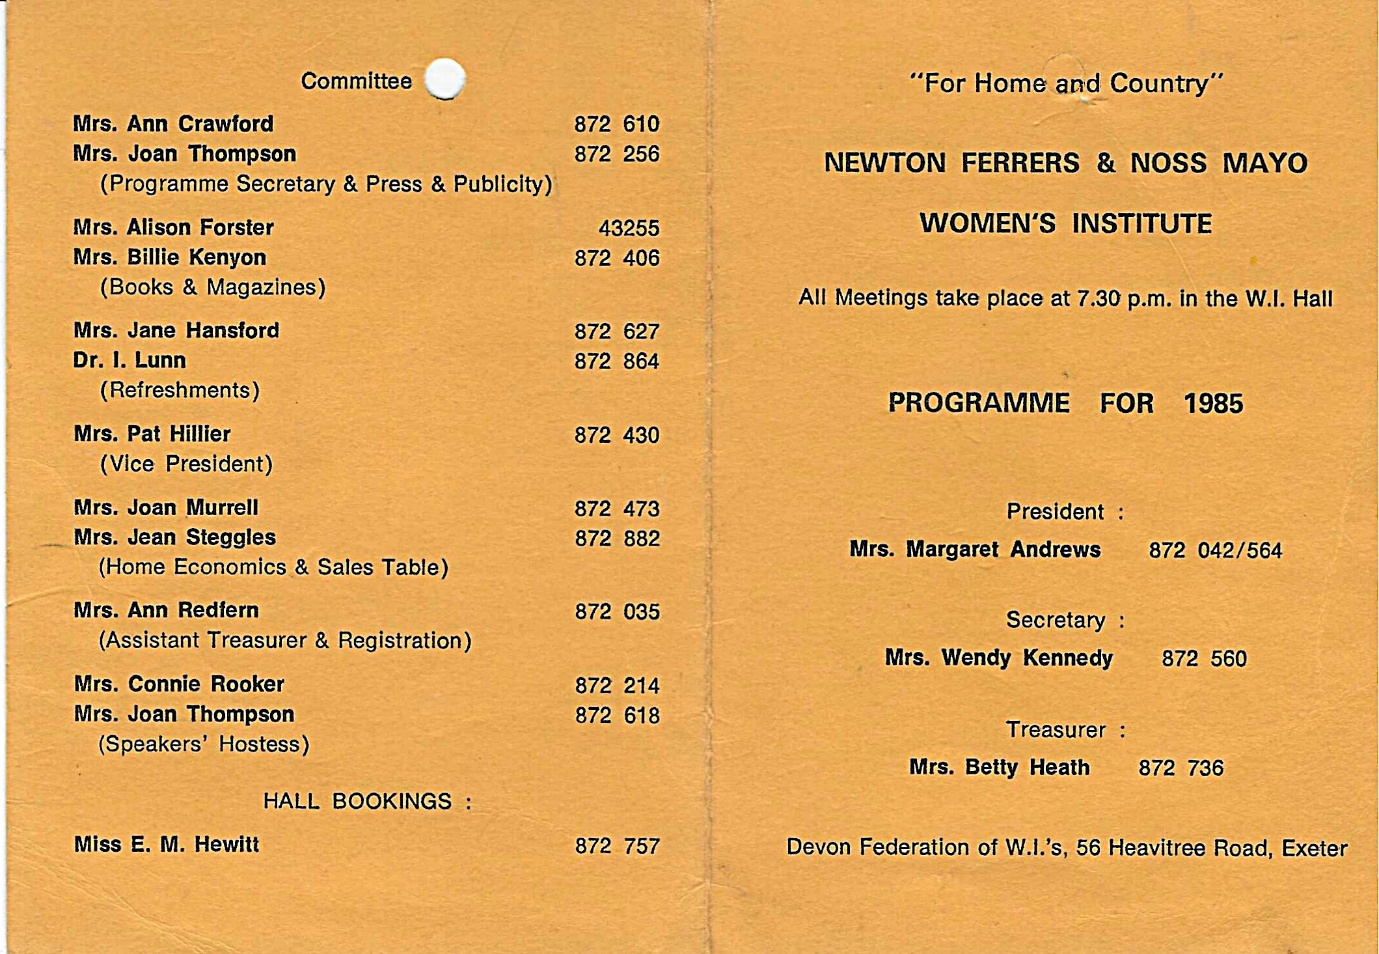 Committee
Mrs. Ann Crawford 872 610
Mrs. Joan Thompson 872 256
(Programme Secretary & Press & Publicity)
Mrs. Alison Forster 43255
Mrs. Billie Kenyon 872 406
(Books & Magazines)
Mrs. Jane Hansford 872 627
Dr. I. Lunn 872 864
(Refreshments)
Mrs. Pat Hillier 872 430
(Vice President)
Mrs. Joan Murrell 872 473
Mrs. Jean Steggles 872 882
(Home Economics & Sales Table)
Mrs. Ann Redfern 872 035
(Assistant Treasurer & Registration)
Mrs. Connie Rooker 872 214
Mrs. Joan Thompson 872 618
(Speakers' Hostess)
HALL BOOKINGS :
Miss E. M. Hewitt 872 757
"For Home and Country"
NEWTON FERRERS & NOSS MAYO
WOMEN'S INSTITUTE
All Meetings take place at 7.30 p.m. in the W.I. Hall
PROGRAMME FOR 1985
President :
Mrs. Margaret Andrews 872 042/564
Secretary :
Mrs. Wendy Kennedy 872 560
Treasurer :
Mrs. Betty Heath 872 736
Devon Federation of W.I.'s, 56 Heavitree Road, Exeter